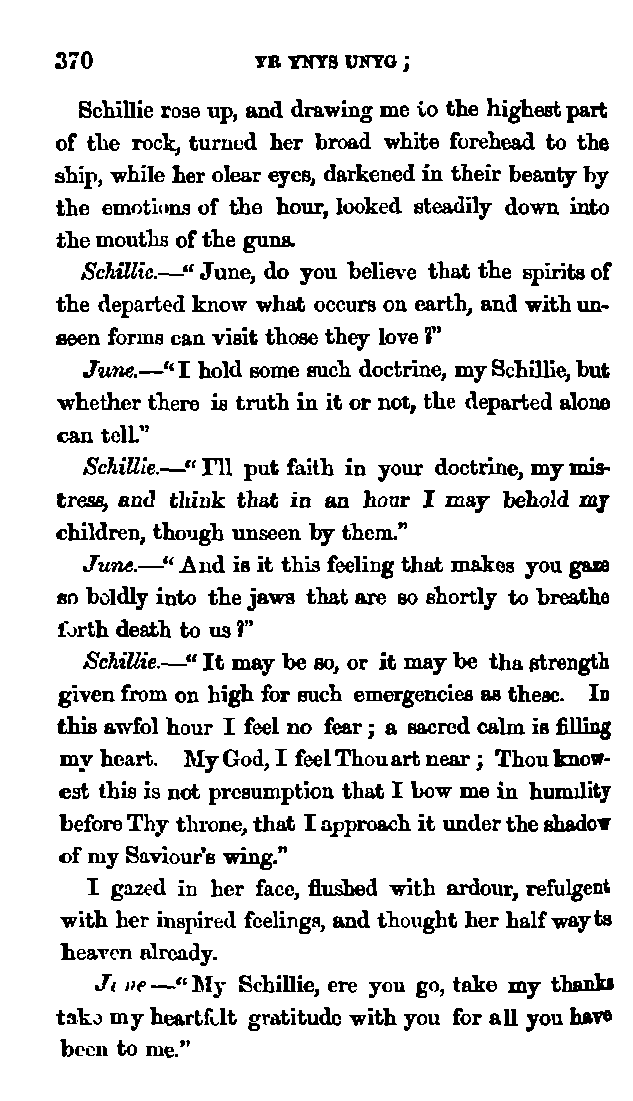 370 YR YNYS UNYG ;
Schillie rose up, and drawing me to the highest part
of the rock, turned her broad white forehead to the
ship, while her clear eyes, darkened in their beauty by
the emotions of the hour, looked steadily down into
the mouths of the guns.
Schillie.—“ June, do you believe that the spirits of
the departed know what occurs on earth, and with un-
seen forms can visit those they love ?”
June.—“I hold some such doctrine, my Schillie, but
whether there is truth in it or not, the departed alone
can tell.”
Schillie.—“ I'll put faith in your doctrine, my mis-
tress, and think that in an hour I may behold my
children, though unseen by them.”
June.—“ And is it this feeling that makes you gaze
so boldly into the jaws that are so shortly to breathe
forth death to us ?”
Schillie.—“ It may be so, or it may be tha strength
given from on high for such emergencies as these. In
this awfol hour I feel no fear ; a sacred calm is filling
my heart. My God, I feel Thou art near ; Thou know-
est this is not presumption that I bow me in humility
before Thy throne, that I approach it under the shadow
of my Saviour's wing.”
I gazed in her face, flushed with ardour, refulgent
with her inspired feelings, and thought her half way to
heaven already.
June —“My Schillie, ere you go, take my thanks
take my heartfelt gratitude with you for all you have
been to me.”